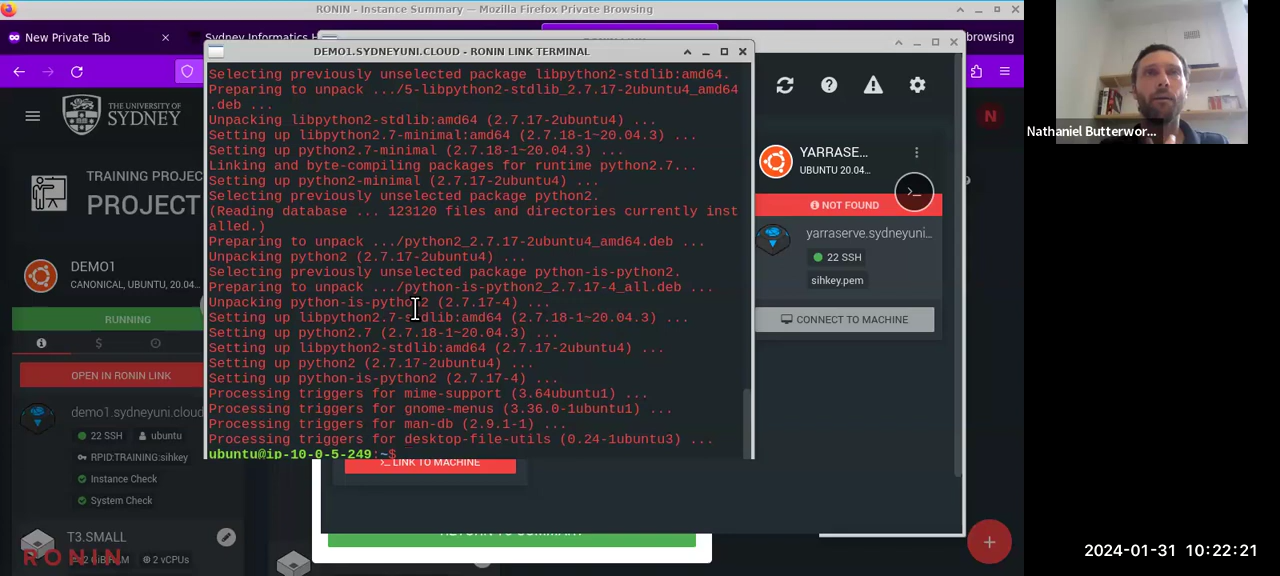 RONIN - Instance Summary — Mozilla Firefox Private Browsing
New Private Tab
Sydney Informatics H
browsing
DEMO1.SYDNEYUNI.CLOUD - RONIN LINK TERMINAL
Selecting previously unselected package libpython2-stdlib:amd64.
Preparing to unpack .../5-libpython2-stdlib_2.7.17-2ubuntu4_amd64
.deb ...
Unpacking libpython2-stdlib:amd64 (2.7.17-2ubuntu4) ...
Setting up libpython2.7-minimal:amd64 (2.7.18-1~20.04.3) ...
Setting up python2.7-minimal (2.7.18-1~20.04.3) ...
Linking and byte-compiling packages for runtime python2.7...
Setting up python2-minimal (2.7.17-2ubuntu4) ...
Selecting previously unselected package python2.
(Reading database ... 123120 files and directories currently inst
alled.)
Preparing to unpack .../python2_2.7.17-2ubuntu4_amd64.deb ...
Unpacking python2 (2.7.17-2ubuntu4) ...
Selecting previously unselected package python-is-python2.
Preparing to unpack .../python-is-python2_2.7.17-4_all.deb ...
Unpacking python-is-python2 (2.7.17-4) ...
Setting up libpython2.7-stdlib:amd64 (2.7.18-1~20.04.3) ...
Setting up python2.7 (2.7.18-1~20.04.3) ...
Setting up libpython2-stdlib:amd64 (2.7.17-2ubuntu4) ...
Setting up python2 (2.7.17-2ubuntu4) ...
Setting up python-is-python2 (2.7.17-4) ...
Processing triggers for mime-support (3.64ubuntu1) ...
Processing triggers for gnome-menus (3.36.0-1ubuntu1) ...
Processing triggers for man-db (2.9.1-1) ...
Processing triggers for desktop-file-utils (0.24-1ubuntu3) ...
ubuntu@ip-10-0-5-249:~$
THE UNIVERSITY OF
SYDNEY
TRAINING PROJEC
PROJECT
DEMO1
CANONICAL, UBUNTU, 20.04..
RUNNING
OPEN IN RONIN LINK
demo1.sydneyuni.cloud
22 SSH
ubuntu
RPID:TRAINING:sihkey
Instance Check
System Check
T3.SMALL
2 GiB RAM
2 vCPUs
RONIN
>_ LINK TO MACHINE
RETURN TO SUMMARY
N
YARRASE...
UBUNTU 20.04...
NOT FOUND
yarraserve.sydneyuni...
22 SSH
sihkey.pem
CONNECT TO MACHINE
Nathaniel Butterwor...
2024-01-31 10:22:21